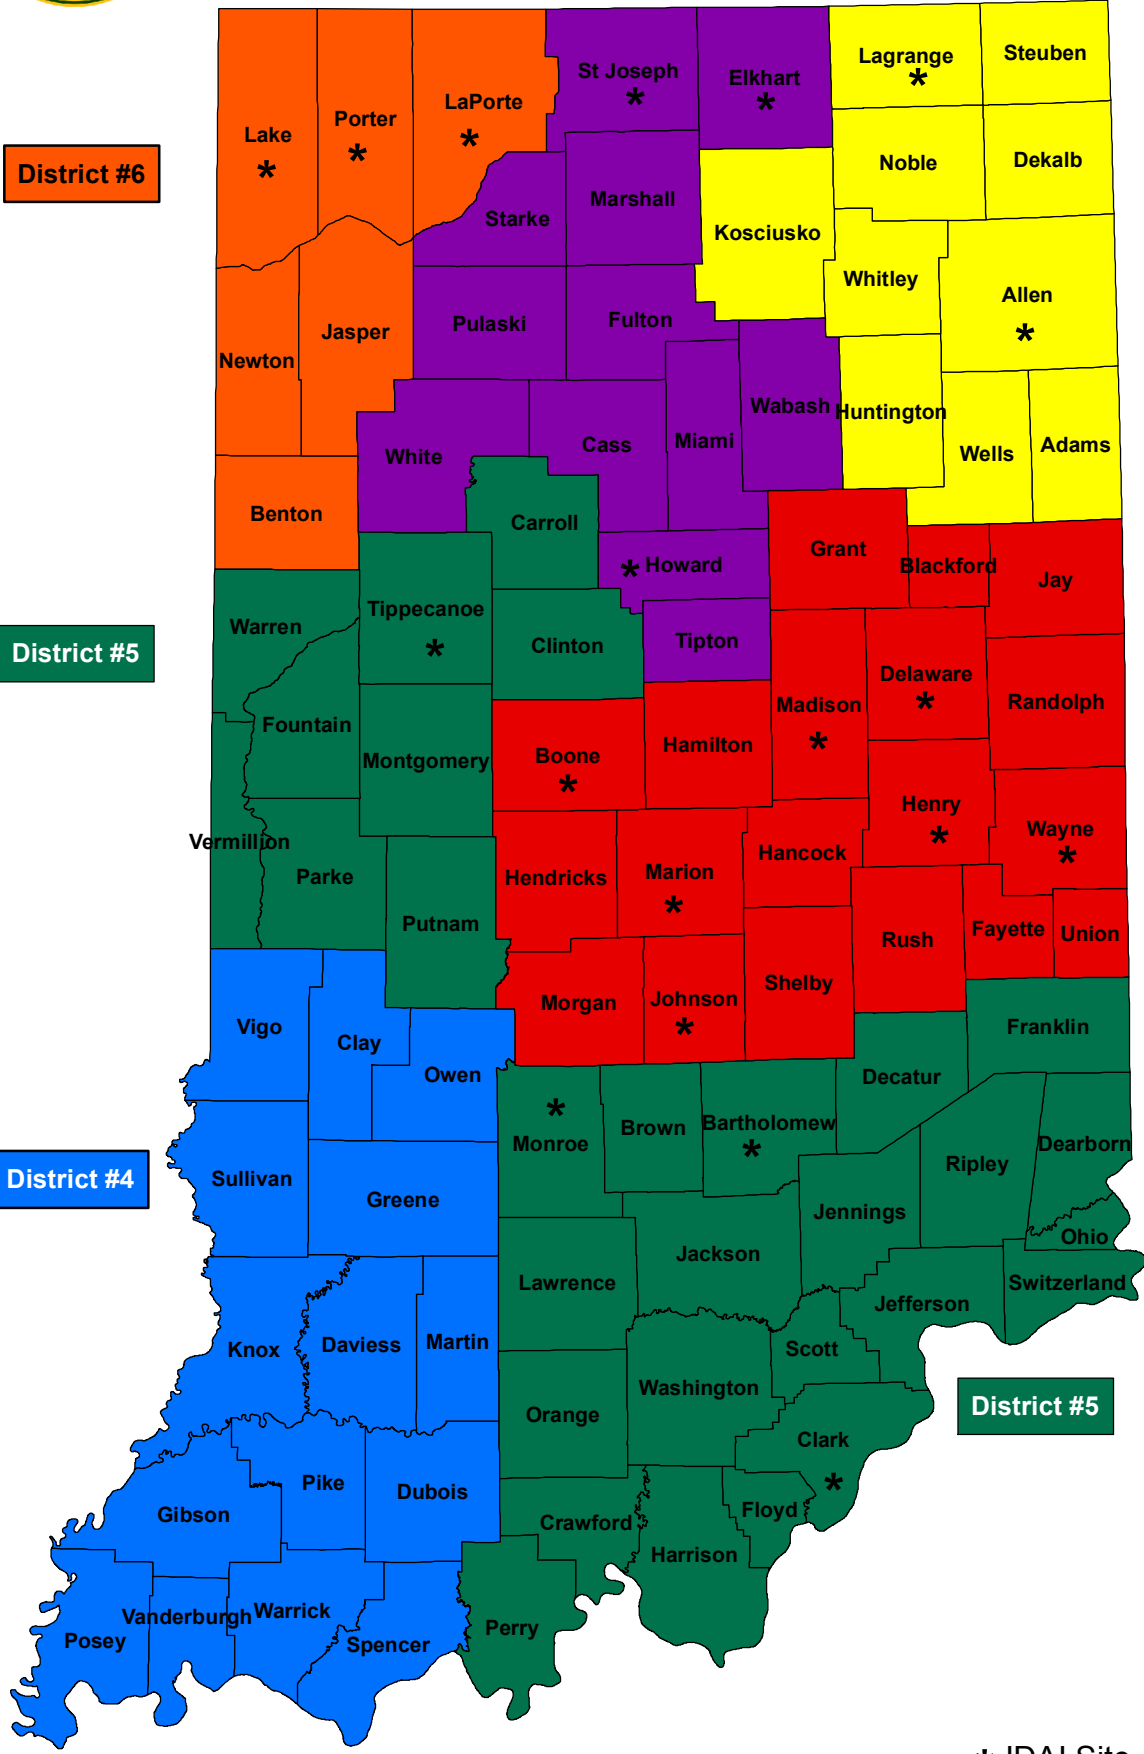 Lagrange
*
Steuben
St Joseph
*
Elkhart
*
LaPorte
*
Porter
*
Lake
*
District #6
Noble
Dekalb
Marshall
Starke
Kosciusko
Whitley
Allen
*
Pulaski
Fulton
Jasper
Newton
Wabash
Huntington
Cass
Miami
White
Wells
Adams
Benton
Carroll
Grant
* Howard
Blackford
Jay
Tippecanoe
*
Warren
District #5
Clinton
Tipton
Delaware
*
Madison
*
Randolph
Fountain
Montgomery
Boone
*
Hamilton
Henry
*
Wayne
*
Vermillion
Parke
Hendricks
Marion
*
Hancock
Putnam
Rush
Fayette
Union
Morgan
Johnson
*
Shelby
Vigo
Clay
Owen
Franklin
Decatur
*
Monroe
Brown
Bartholomew
*
Dearborn
Ripley
District #4
Sullivan
Greene
Jennings
Ohio
Jackson
Lawrence
Switzerland
Jefferson
Knox
Daviess
Martin
Scott
Washington
Orange
District #5
Clark
*
Pike
Dubois
Gibson
Crawford
Floyd
Harrison
Posey
Vanderburgh
Warrick
Spencer
Perry
* IDAI Site